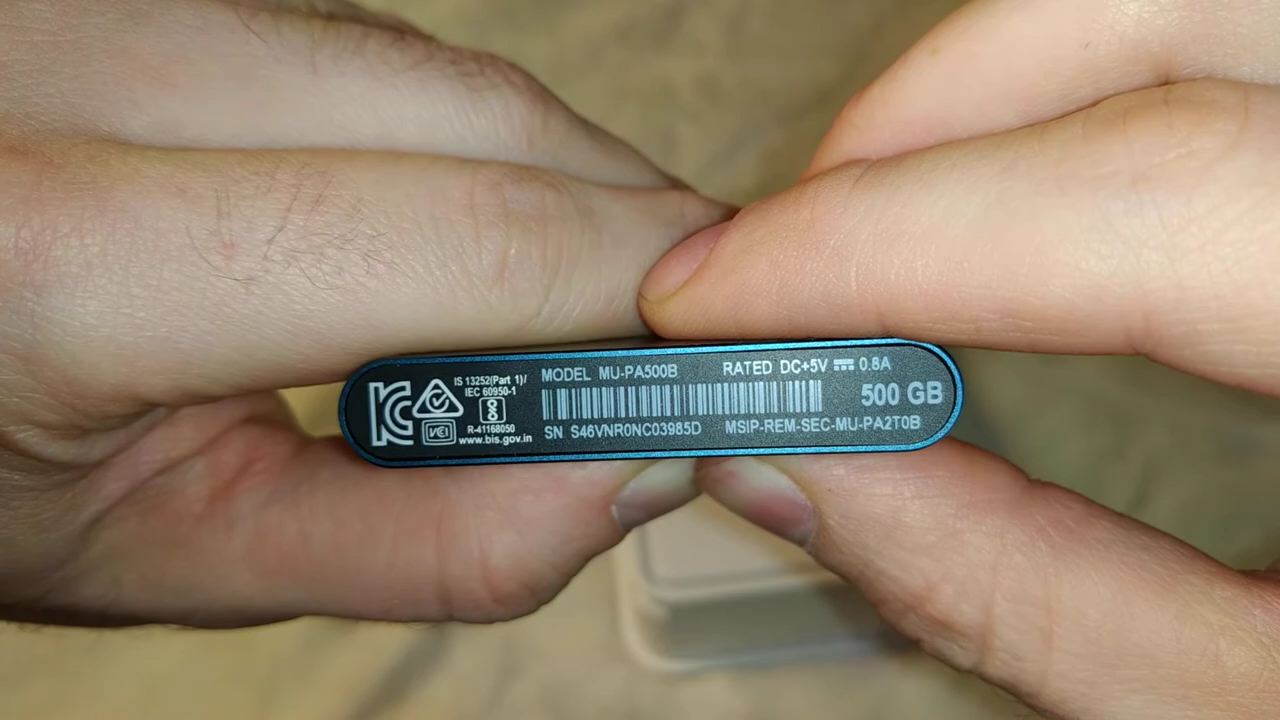 IS 13252(Part 1)/
IEC 60950-1
R-41168050
www.bis.gov.in
MODEL MU-PA500B
RATED DC+5V 0.8A
500 GB
SN S46VNR0NC03985D
MSIP-REM-SEC-MU-PA2T0B
VCI